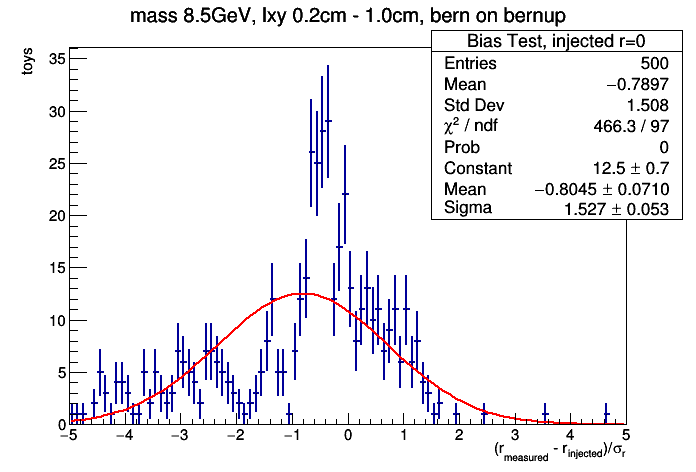 mass 8.5GeV, lxy 0.2cm - 1.0cm, bern on bernup
toys
Bias Test, injected r=0
Entries 500
Mean −0.7897
Std Dev 1.508
χ² / ndf 466.3 / 97
Prob 0
Constant 12.5 ± 0.7
Mean −0.8045 ± 0.0710
Sigma 1.527 ± 0.053
35
30
25
20
15
10
5
0
−5 −4 −3 −2 −1 0 1 2 3 4 5
(r_measured - r_injected)/σ_r